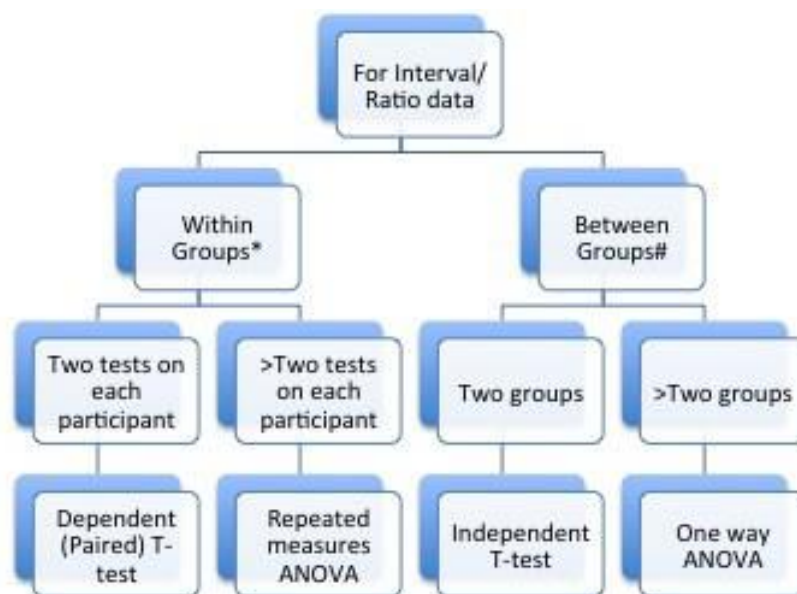 For Interval/
Ratio data
Within
Groups*
Between
Groups#
Two tests on
each
participant
>Two tests
on each
participant
Two groups
>Two groups
Dependent
(Paired) T-
test
Repeated
measures
ANOVA
Independent
T-test
One way
ANOVA